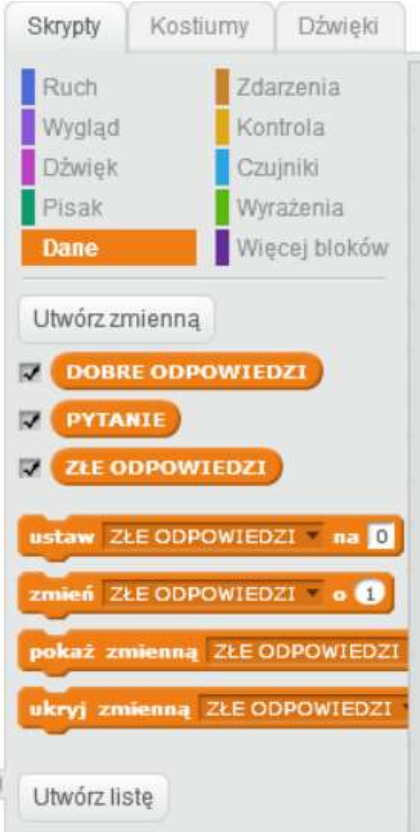 Skrypty Kostiumy Dźwięki
Ruch Zdarzenia
Wygląd Kontrola
Dźwięk Czujniki
Pisak Wyrażenia
Dane Więcej bloków
Utwórz zmienną
DOBRE ODPOWIEDZI
PYTANIE
ZŁE ODPOWIEDZI
ustaw ZŁE ODPOWIEDZI na 0
zmień ZŁE ODPOWIEDZI o 1
pokaż zmienną ZŁE ODPOWIEDZI
ukryj zmienną ZŁE ODPOWIEDZI
Utwórz listę